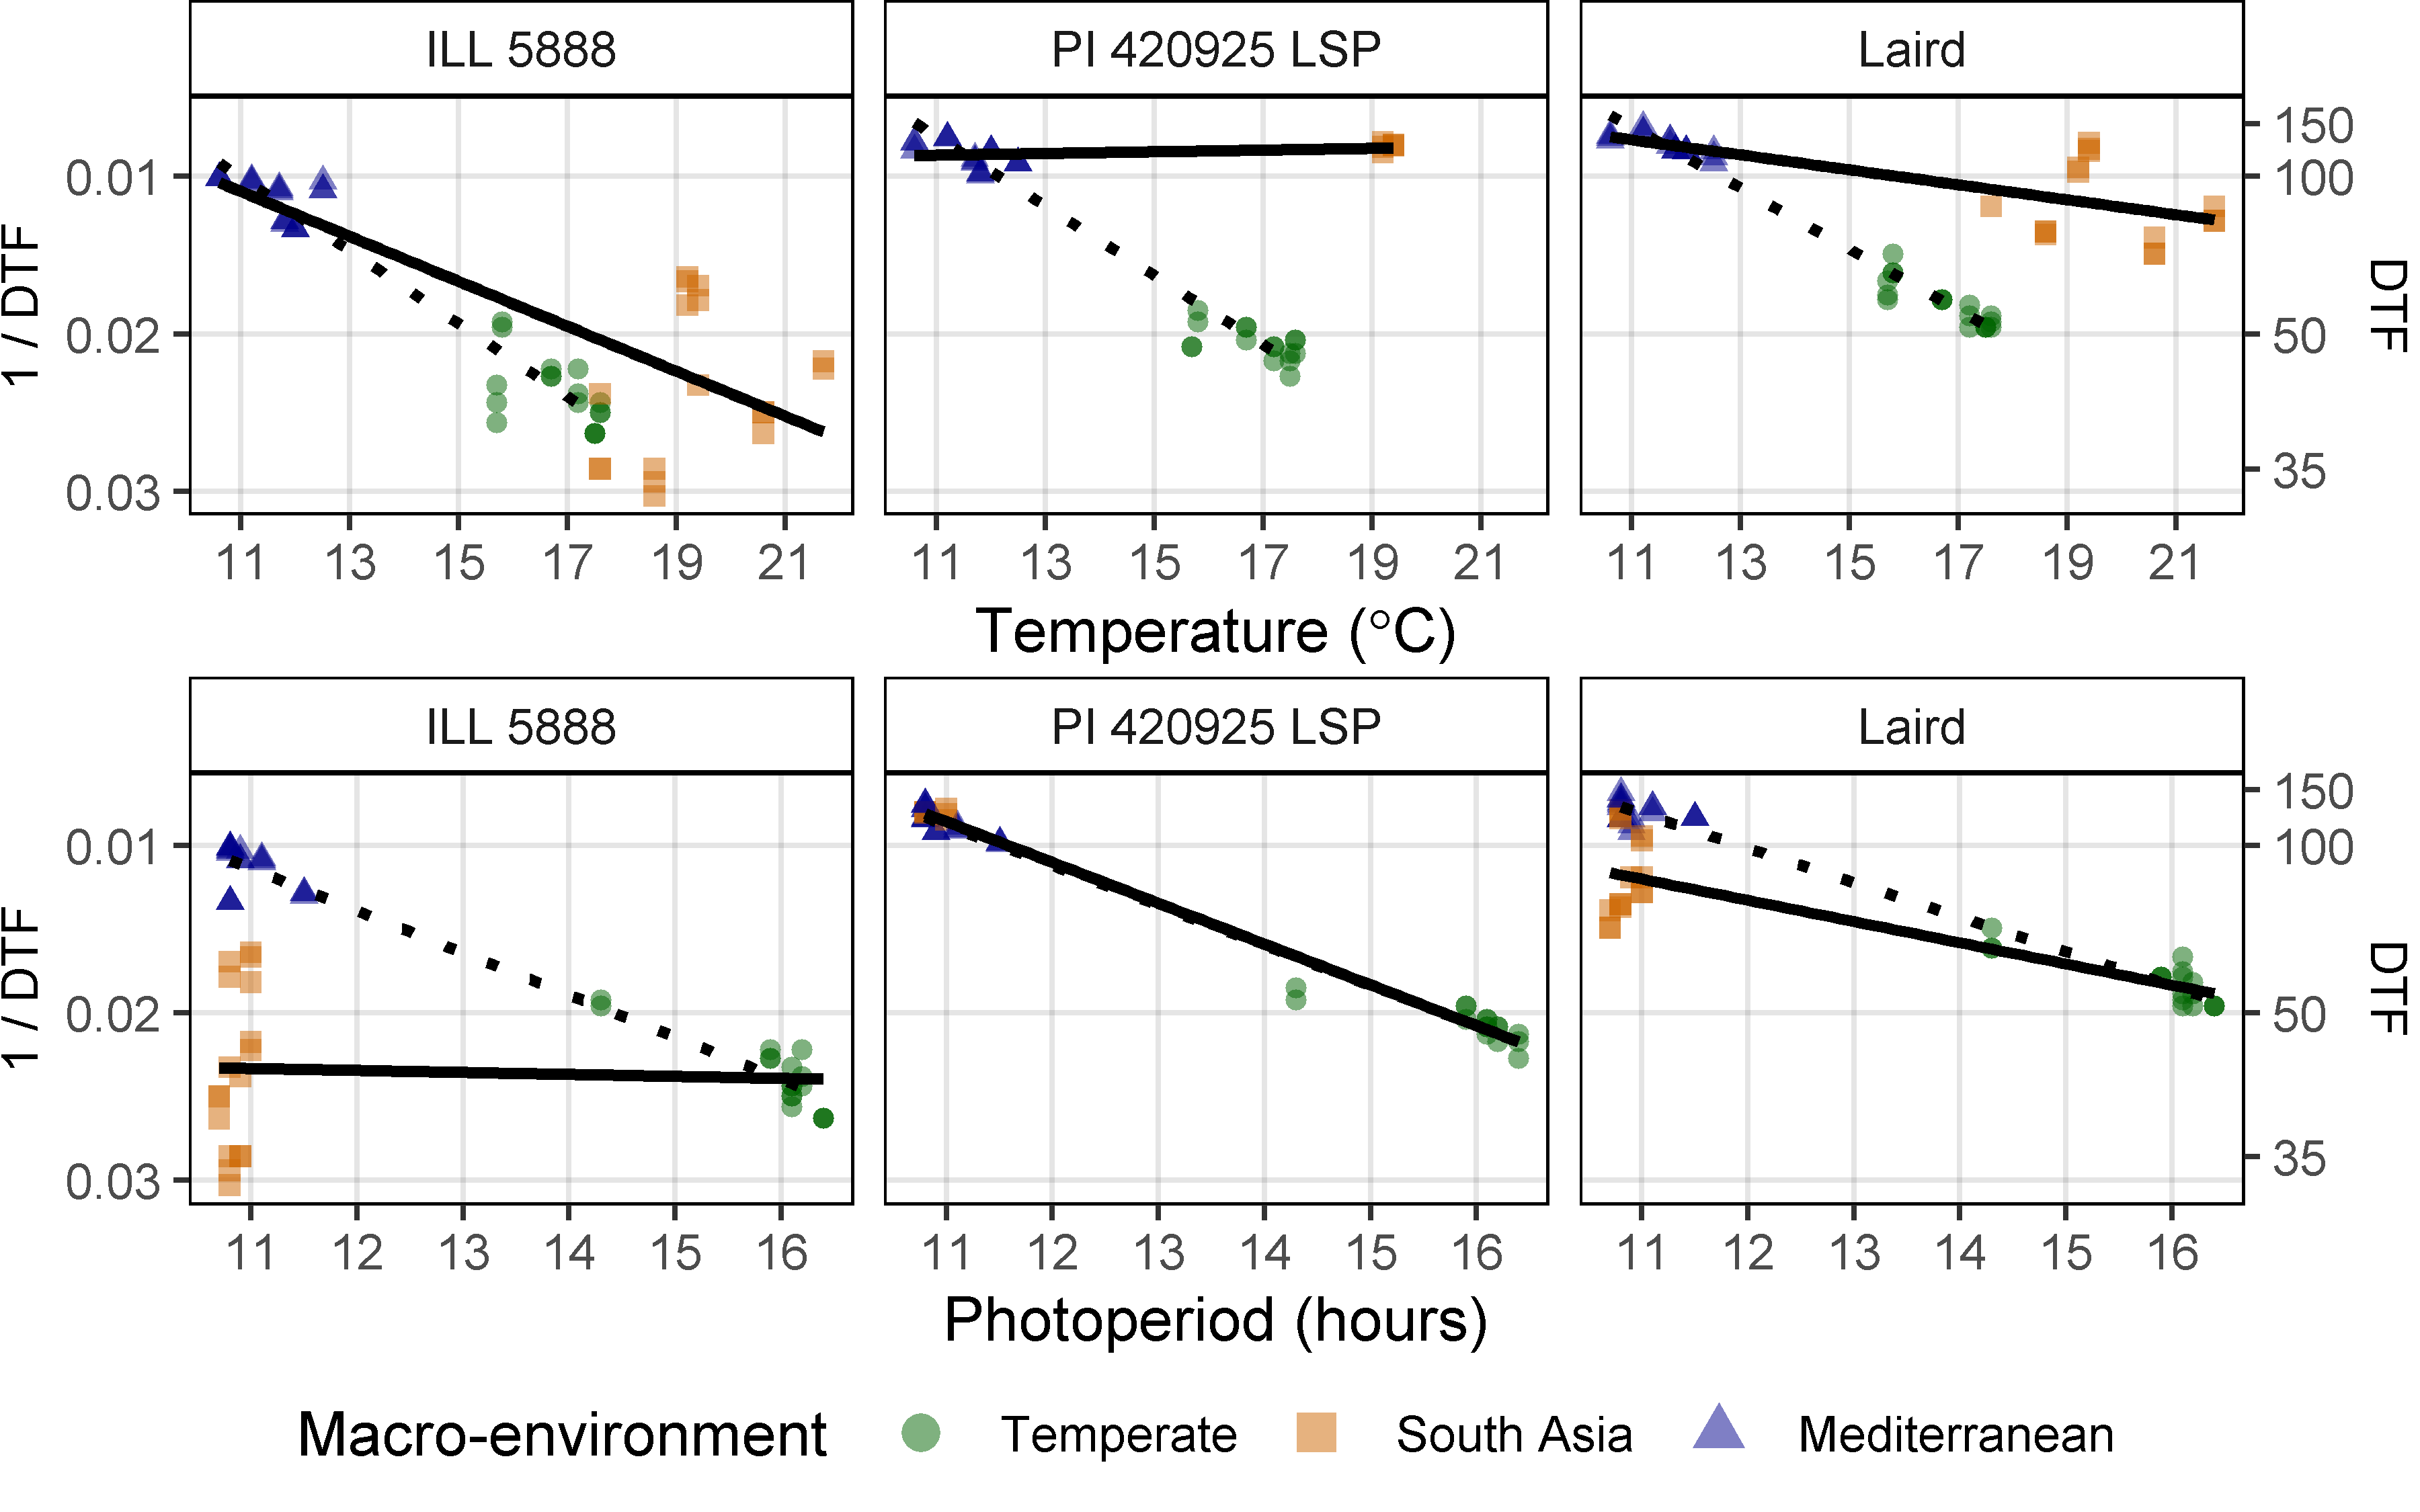 ILL 5888 PI 420925 LSP Laird
1 / DTF
0.01
0.02
0.03
150
100
50
35
DTF
11 13 15 17 19 21 11 13 15 17 19 21 11 13 15 17 19 21
Temperature (°C)
ILL 5888 PI 420925 LSP Laird
1 / DTF
0.01
0.02
0.03
150
100
50
35
DTF
11 12 13 14 15 16 11 12 13 14 15 16 11 12 13 14 15 16
Photoperiod (hours)
Macro-environment Temperate South Asia Mediterranean